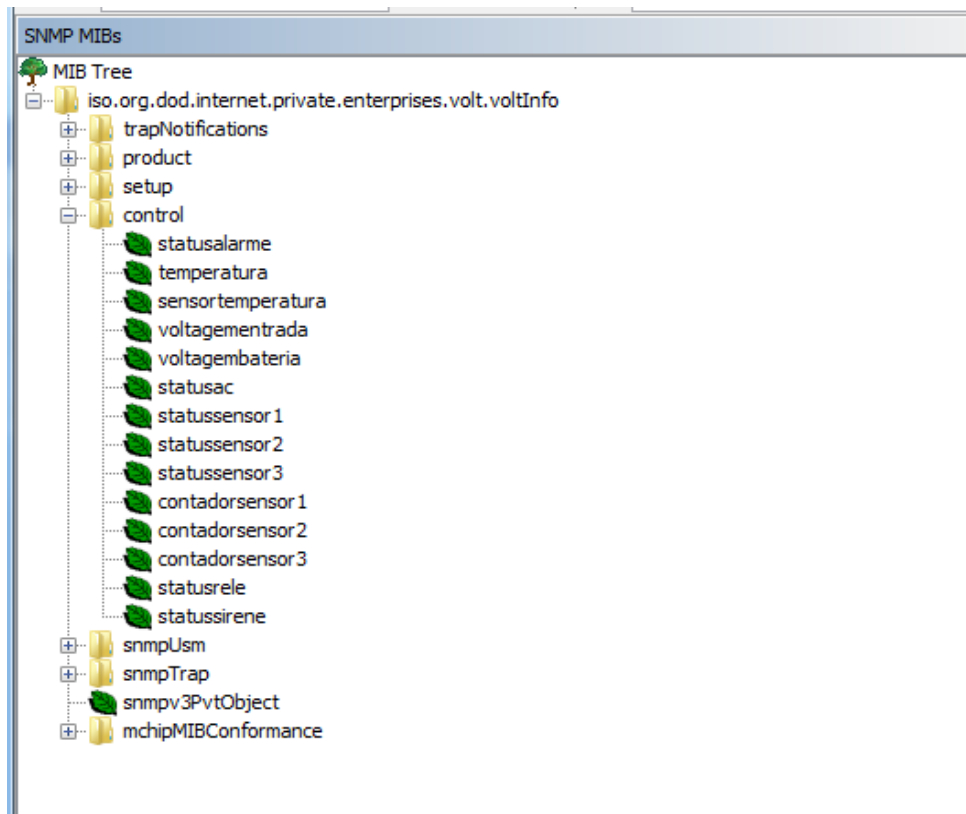 SNMP MIBs
MIB Tree
iso.org.dod.internet.private.enterprises.volt.voltInfo
trapNotifications
product
setup
control
statusalarme
temperatura
sensortemperatura
voltagementrada
voltagembateria
statusac
statussensor1
statussensor2
statussensor3
contadorsensor1
contadorsensor2
contadorsensor3
statusrele
statussirene
snmpUsm
snmpTrap
snmpv3PvtObject
mchipMIBConformance